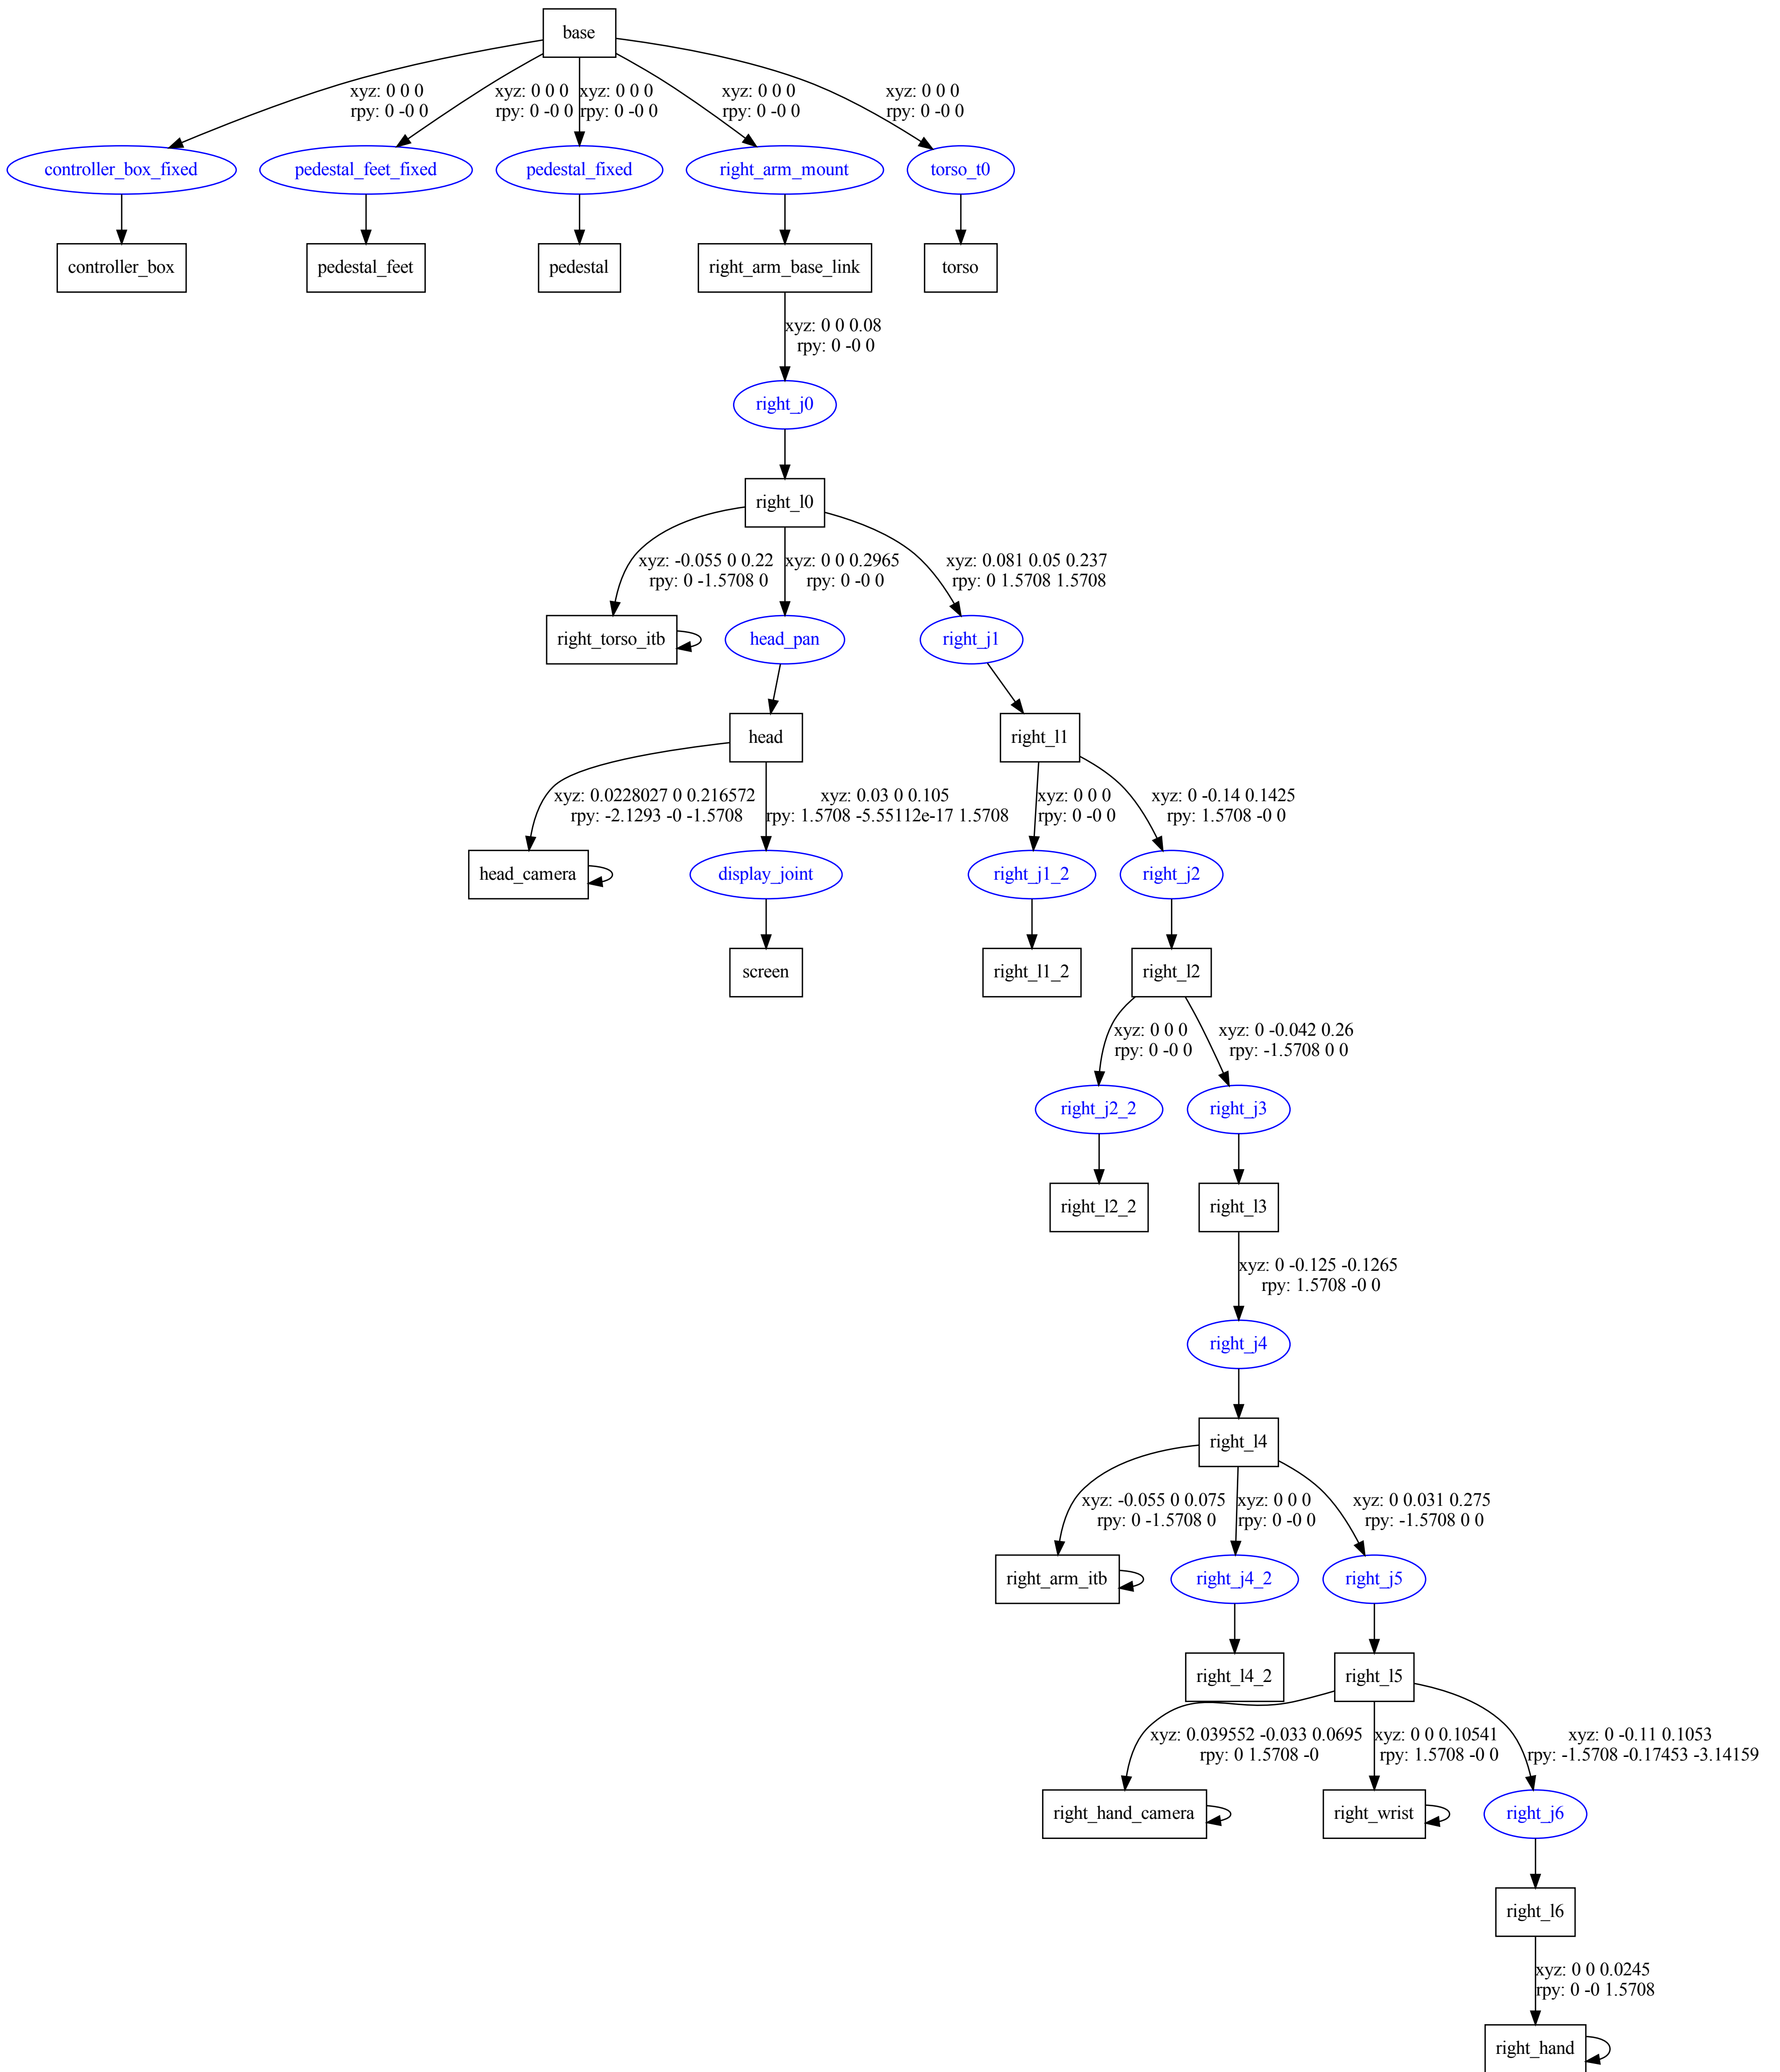 base
xyz: 0 0 0
rpy: 0 -0 0
xyz: 0 0 0
rpy: 0 -0 0
xyz: 0 0 0
rpy: 0 -0 0
xyz: 0 0 0
rpy: 0 -0 0
xyz: 0 0 0
rpy: 0 -0 0
controller_box_fixed
pedestal_feet_fixed
pedestal_fixed
right_arm_mount
torso_t0
controller_box
pedestal_feet
pedestal
right_arm_base_link
torso
xyz: 0 0 0.08
rpy: 0 -0 0
right_j0
right_l0
xyz: -0.055 0 0.22
rpy: 0 -1.5708 0
xyz: 0 0 0.2965
rpy: 0 -0 0
xyz: 0.081 0.05 0.237
rpy: 0 1.5708 1.5708
right_torso_itb
head_pan
right_j1
head
right_l1
xyz: 0.0228027 0 0.216572
rpy: -2.1293 -0 -1.5708
xyz: 0.03 0 0.105
rpy: 1.5708 -5.55112e-17 1.5708
xyz: 0 0 0
rpy: 0 -0 0
xyz: 0 -0.14 0.1425
rpy: 1.5708 -0 0
head_camera
display_joint
right_j1_2
right_j2
screen
right_l1_2
right_l2
xyz: 0 0 0
rpy: 0 -0 0
xyz: 0 -0.042 0.26
rpy: -1.5708 0 0
right_j2_2
right_j3
right_l2_2
right_l3
xyz: 0 -0.125 -0.1265
rpy: 1.5708 -0 0
right_j4
right_l4
xyz: -0.055 0 0.075
rpy: 0 -1.5708 0
xyz: 0 0 0
rpy: 0 -0 0
xyz: 0 0.031 0.275
rpy: -1.5708 0 0
right_arm_itb
right_j4_2
right_j5
right_l4_2
right_l5
xyz: 0.039552 -0.033 0.0695
rpy: 0 1.5708 -0
xyz: 0 0 0.10541
rpy: 1.5708 -0 0
xyz: 0 -0.11 0.1053
rpy: -1.5708 -0.17453 -3.14159
right_hand_camera
right_wrist
right_j6
right_l6
xyz: 0 0 0.0245
rpy: 0 -0 1.5708
right_hand